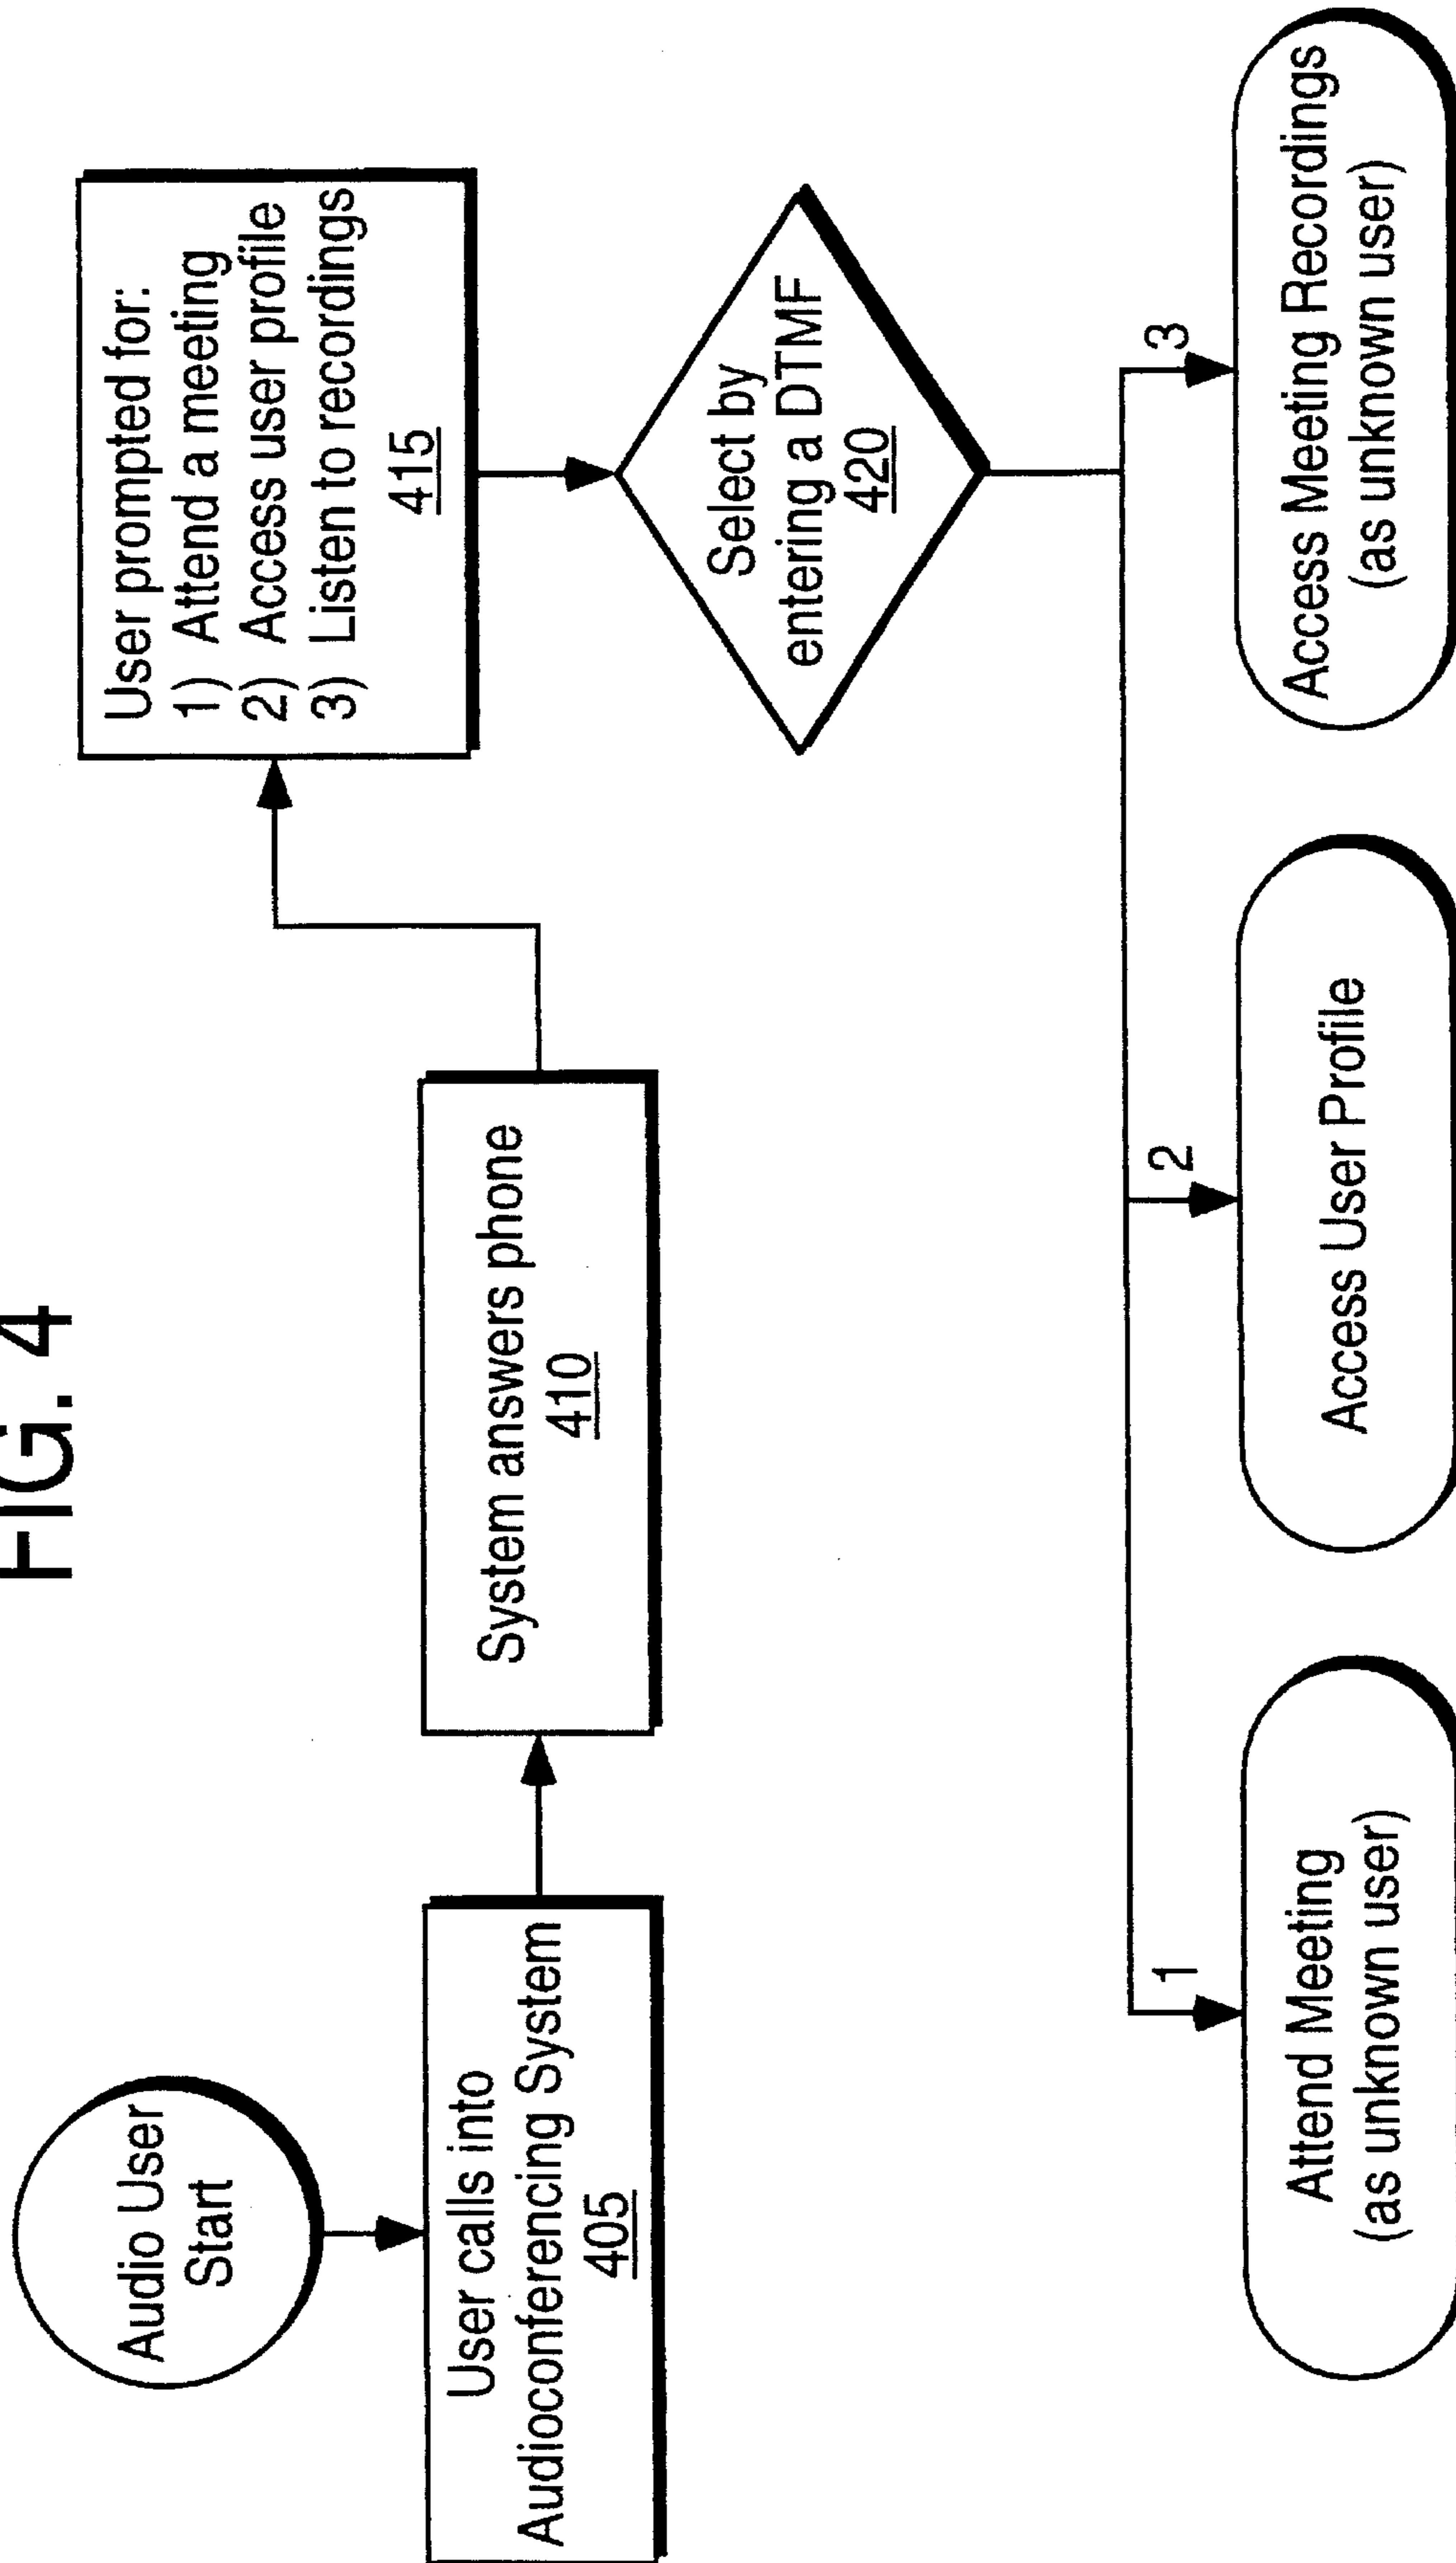 FIG. 4
Audio User
Start
User calls into
Audioconferencing System
405
System answers phone
410
User prompted for:
1) Attend a meeting
2) Access user profile
3) Listen to recordings
415
Select by
entering a DTMF
420
1
2
3
Attend Meeting
(as unknown user)
Access User Profile
Access Meeting Recordings
(as unknown user)